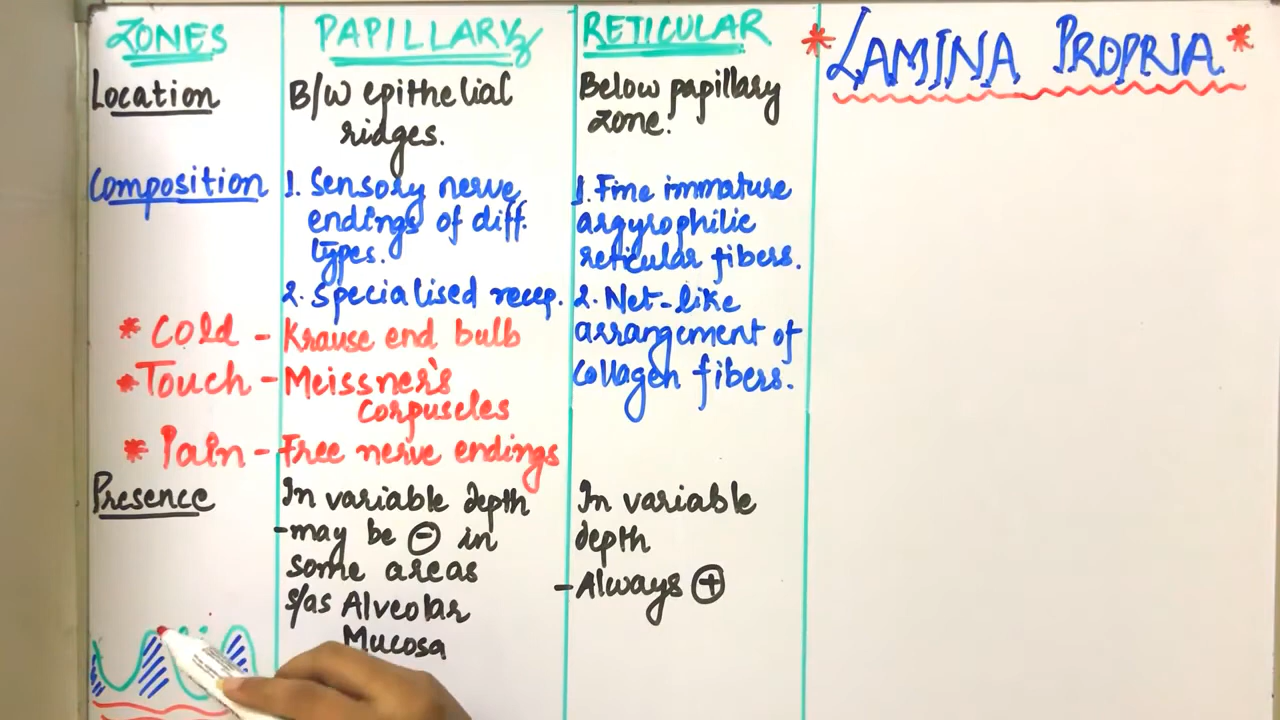 ZONES PAPILLARY RETICULAR * LAMINA PROPRIA *
Location B/W epithelial ridges. Below papillary zone.
Composition
1. Sensory nerve
endings of diff.
types.
2. Specialised recep.
1. Fine immature
argyrophilic
reticular fibers.
2. Net-like
arrangement of
collagen fibers.
* Cold - Krause end bulb
* Touch - Meissner's
corpuscles
* Pain - Free nerve endings
Presence
In variable depth
- may be ⊖ in
some areas
s/as Alveolar
Mucosa
In variable
depth
- Always ⊕